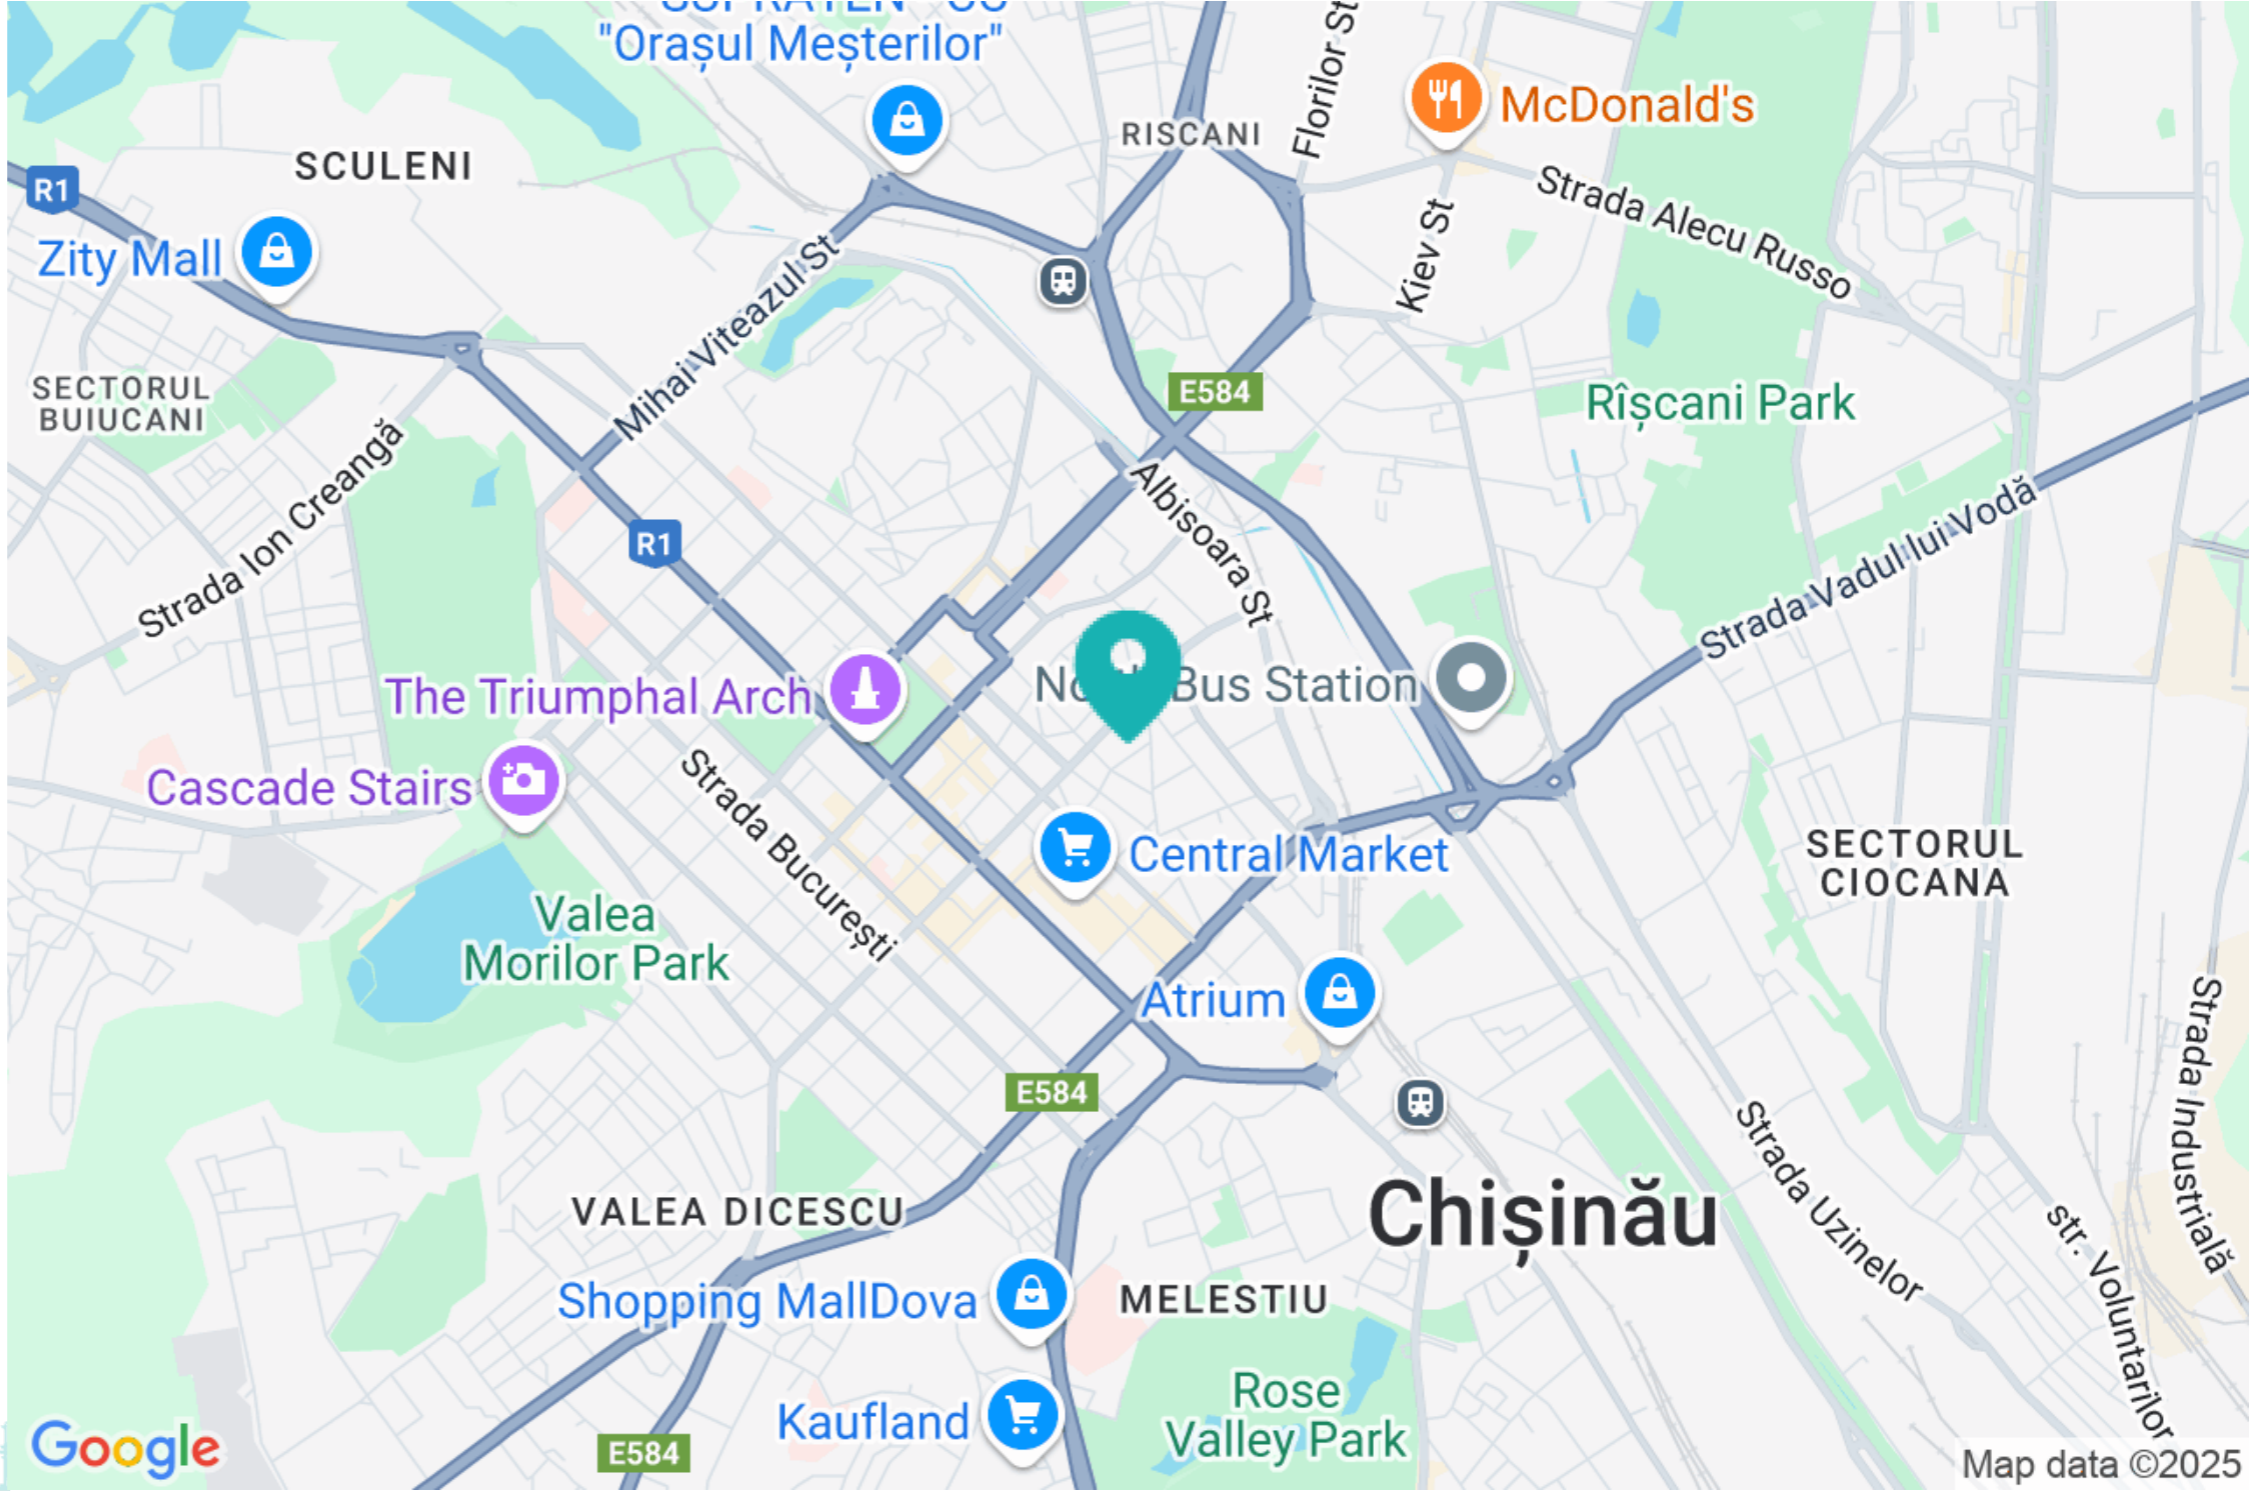 "Orașul Meșterilor"
RISCANI
Florilor St
McDonald's
SCULENI
R1
Zity Mall
Strada Alecu Russo
Kiev St
Mihai Viteazul St
SECTORUL
BUIUCANI
E584
Rîșcani Park
Strada Ion Creangă
R1
Albisoara St
Strada Vadul lui Vodă
The Triumphal Arch
Bus Station
Cascade Stairs
Strada București
Central Market
SECTORUL
CIOCANA
Valea
Morilor Park
Atrium
E584
Strada Industrială
Strada Uzinelor
VALEA DICESCU
Chișinău
str. Voluntarilor
Shopping MallDova
MELESTIU
Rose
Valley Park
Kaufland
Google
E584
Map data ©2025